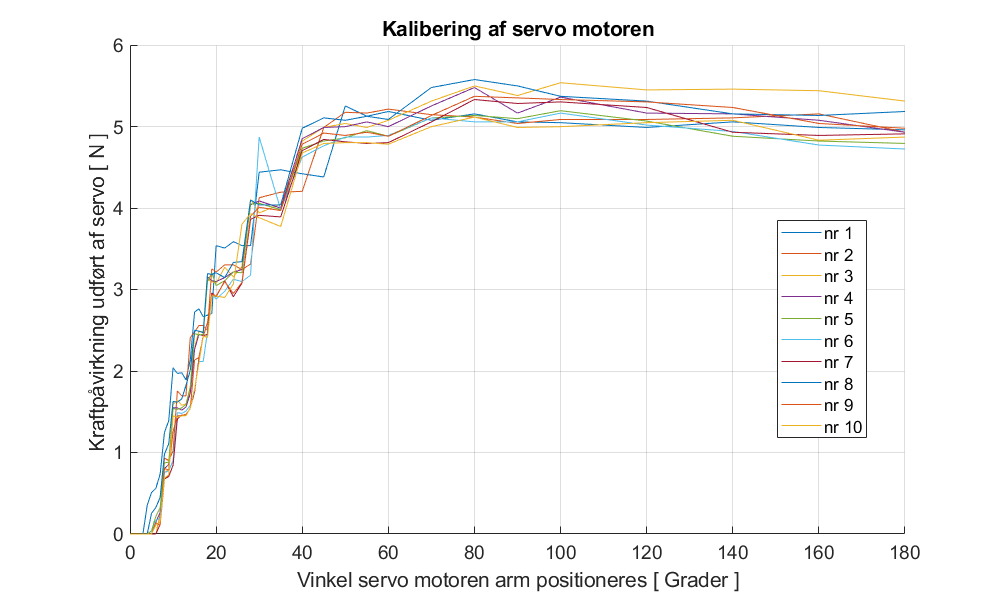 Kalibering af servo motoren
Kraftpåvirkning udført af servo [ N ]
6
5
4
3
2
1
0
0 20 40 60 80 100 120 140 160 180
Vinkel servo motoren arm positioneres [ Grader ]
nr 1
nr 2
nr 3
nr 4
nr 5
nr 6
nr 7
nr 8
nr 9
nr 10